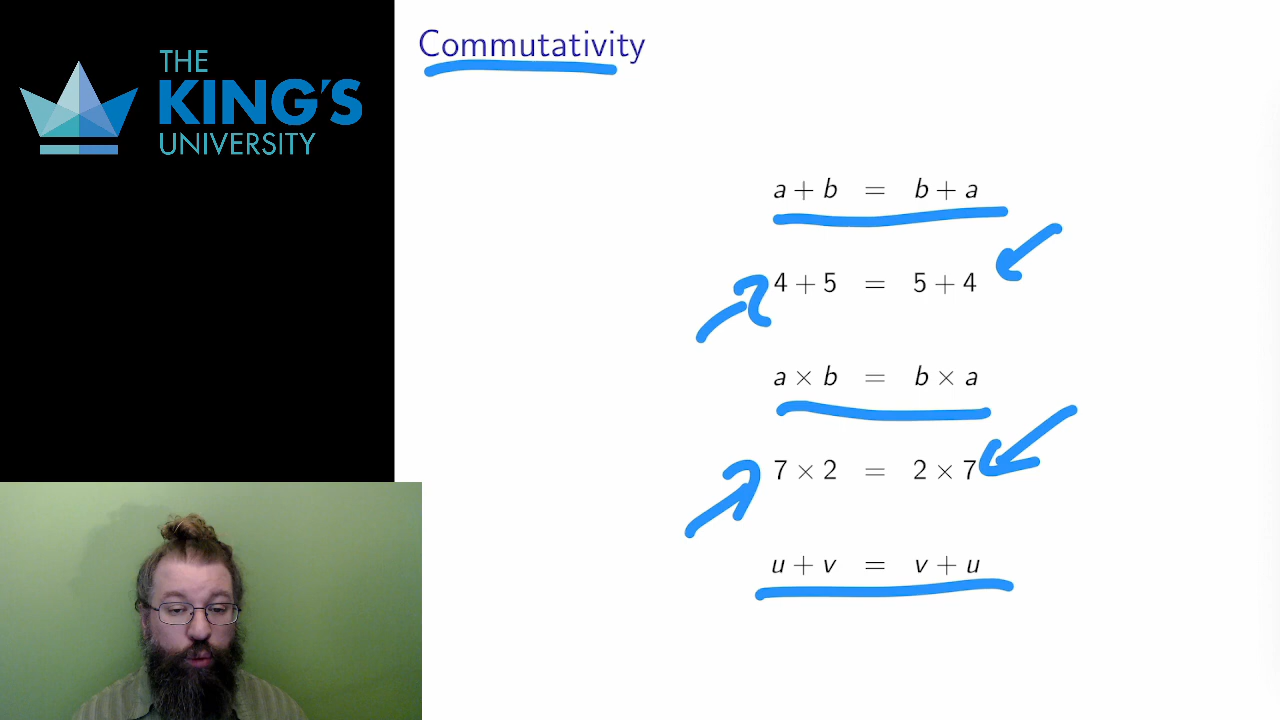 THE
KING'S
UNIVERSITY
Commutativity
a + b = b + a
4 + 5 = 5 + 4
a × b = b × a
7 × 2 = 2 × 7
u + v = v + u